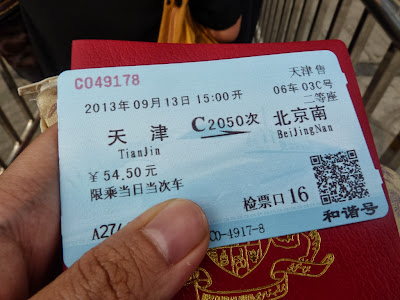 C049178
天津售
2013年09月13日 15:00开
06车 03C号
二等座
天津 C2050次 北京南
TianJin BeiJingNan
¥54.50元
限乘当日当次车
检票口16
和谐号